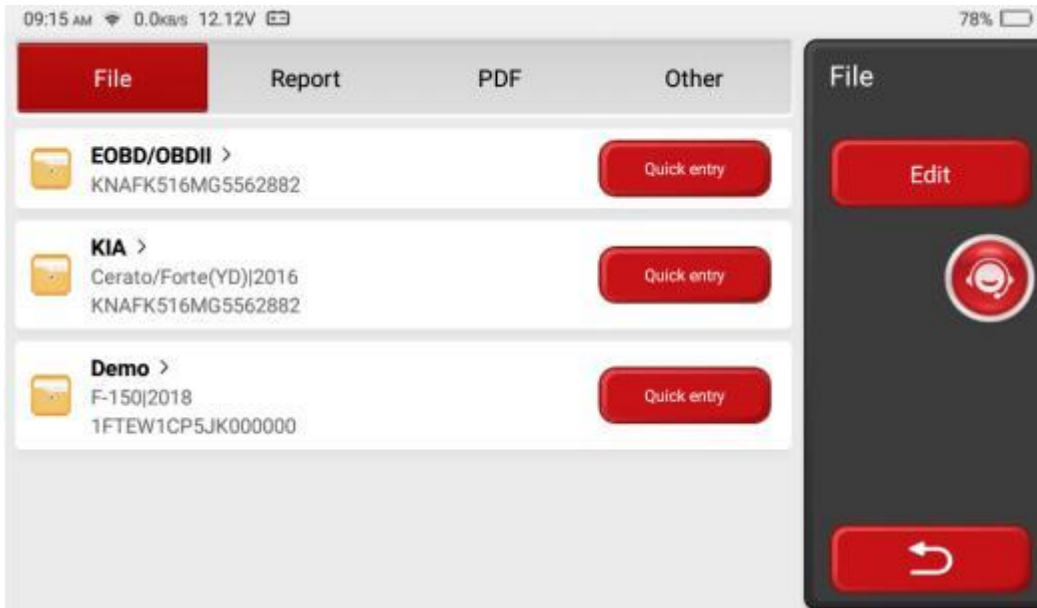 09:15 AM 0.0KB/S 12.12V 78%
File Report PDF Other
File
EOBD/OBDII >
KNAFK516MG5562882
Quick entry
Edit
KIA >
Cerato/Forte(YD)|2016
KNAFK516MG5562882
Quick entry
Demo >
F-150|2018
1FTEW1CP5JK000000
Quick entry